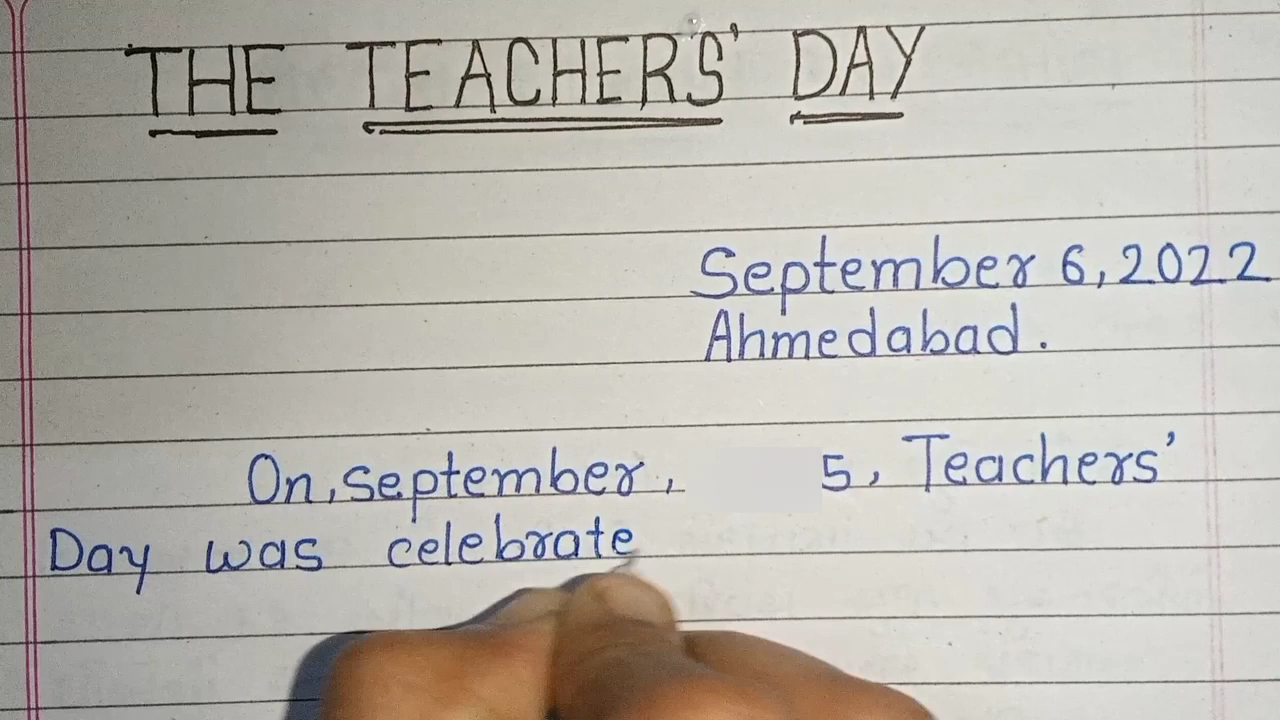 THE TEACHERS' DAY
September 6, 2022
Ahmedabad.
On, september, 5, Teachers'
Day was celebrate